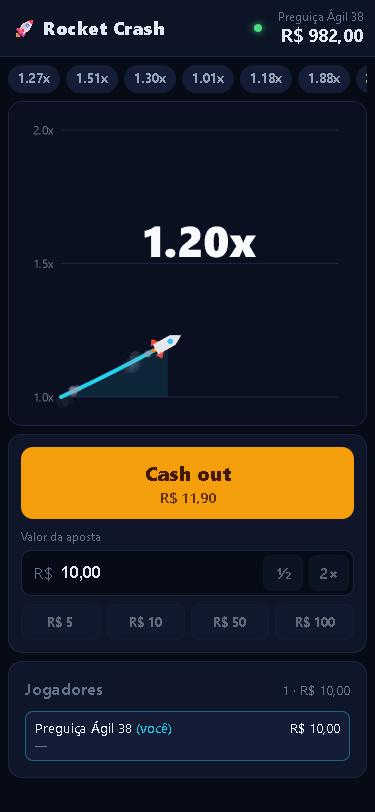 Rocket Crash
Preguiça Ágil 38
R$ 982,00
1.27x 1.51x 1.30x 1.01x 1.18x 1.88x
2.0x
1.20x
1.5x
1.0x
Cash out
R$ 11,90
Valor da aposta
R$ 10,00 ½ 2×
R$ 5 R$ 10 R$ 50 R$ 100
Jogadores 1 · R$ 10,00
Preguiça Ágil 38 (você) R$ 10,00
—